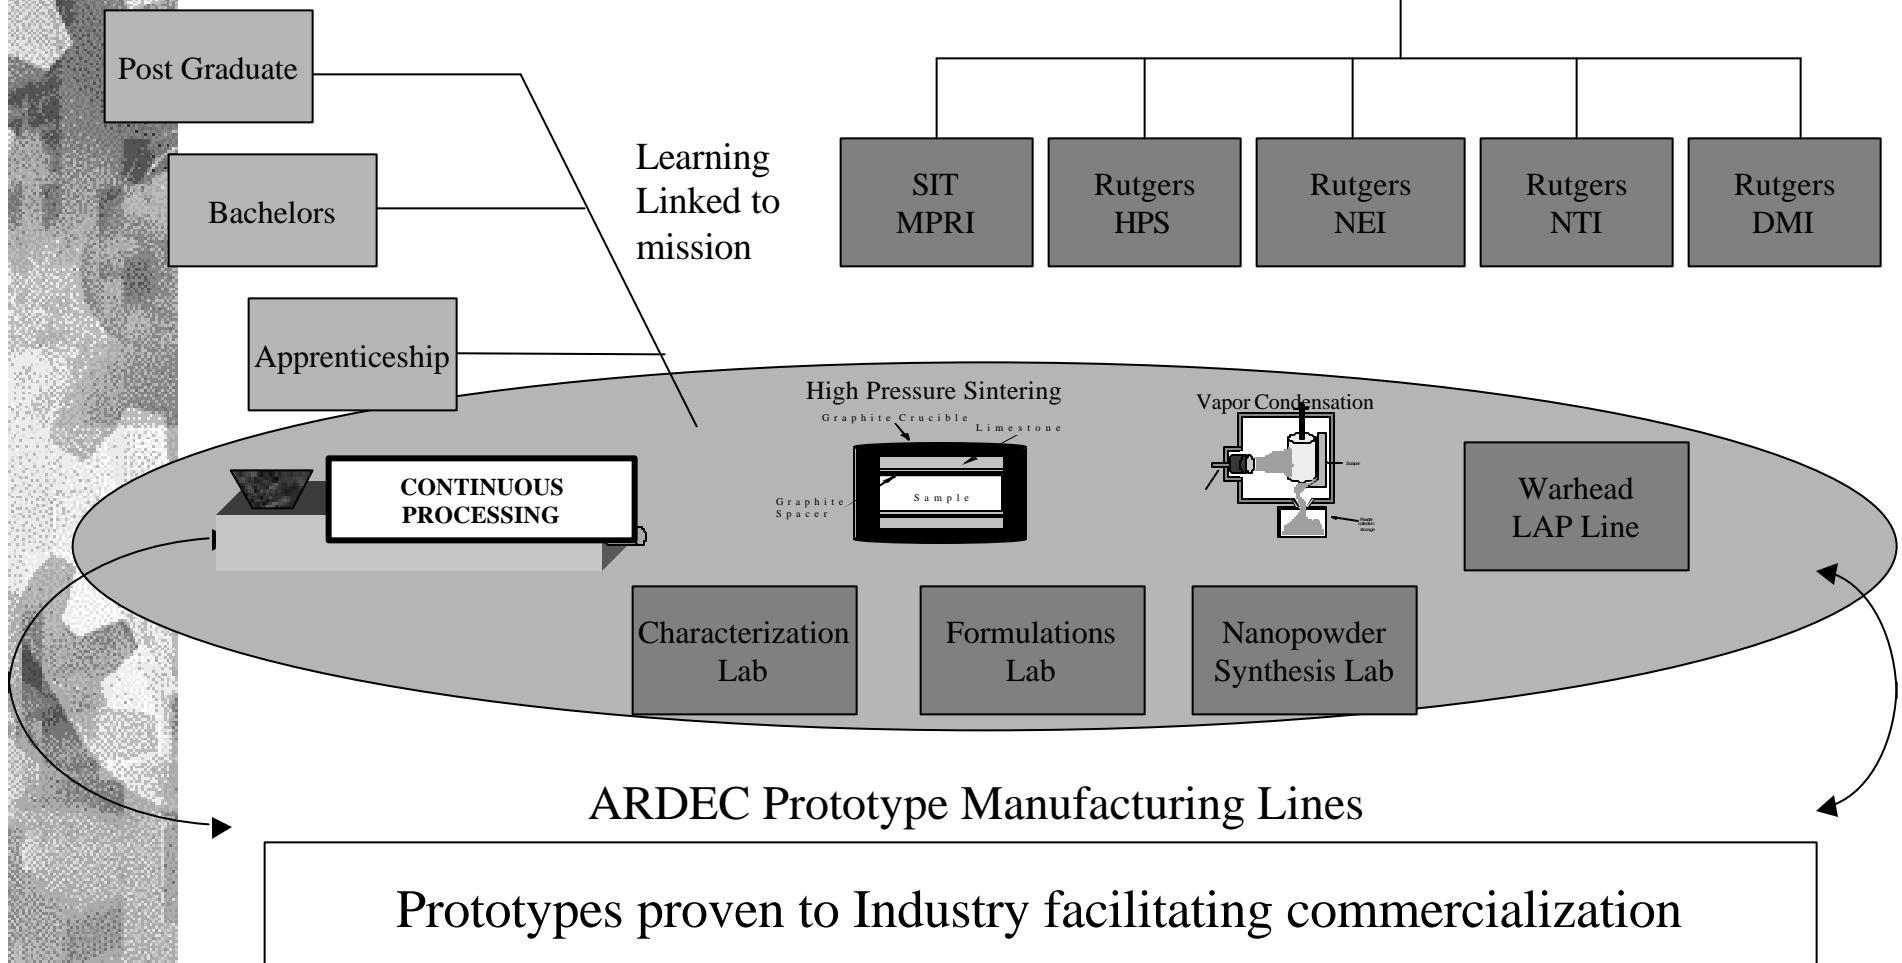 Post Graduate
Bachelors
Apprenticeship
Learning
Linked to
mission
SIT
MPRI
Rutgers
HPS
Rutgers
NEI
Rutgers
NTI
Rutgers
DMI
CONTINUOUS
PROCESSING
High Pressure Sintering
Graphite Crucible
Limestone
Graphite
Spacer
Sample
Vapor Condensation
Warhead
LAP Line
Characterization
Lab
Formulations
Lab
Nanopowder
Synthesis Lab
ARDEC Prototype Manufacturing Lines
Prototypes proven to Industry facilitating commercialization